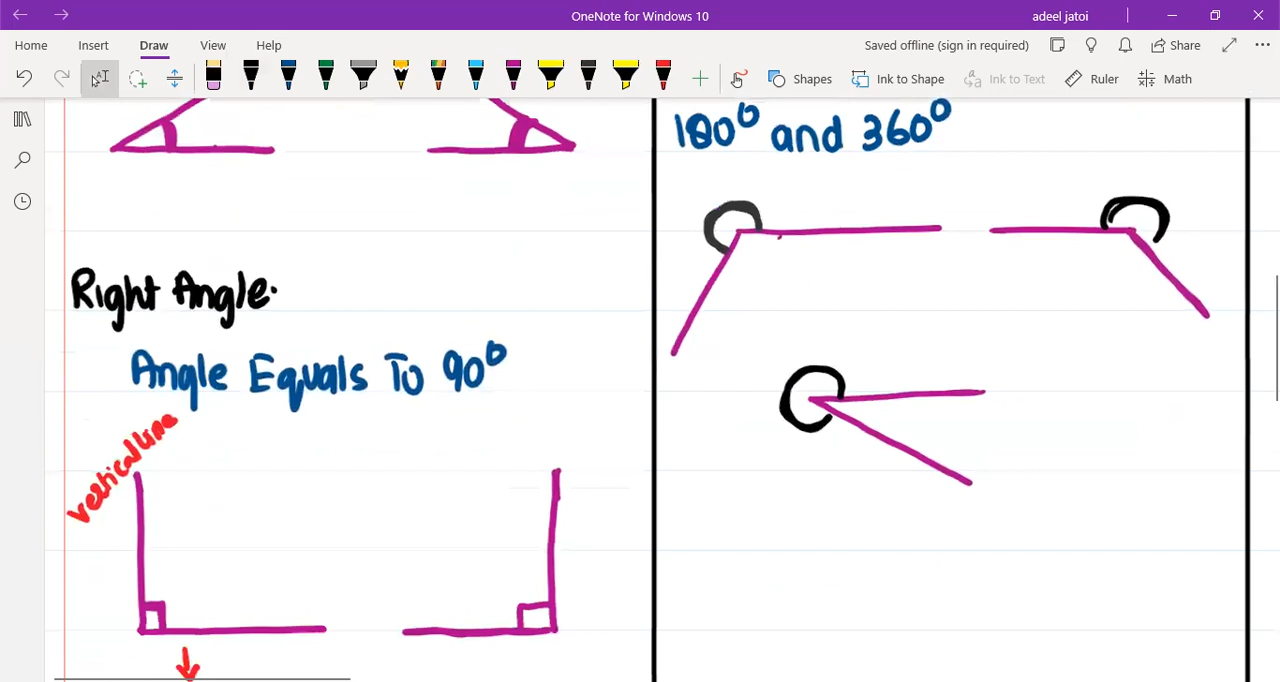 OneNote for Windows 10
adeel jatoi
Home Insert Draw View Help
Saved offline (sign in required)
Share
Shapes
Ink to Shape
Ink to Text
Ruler
Math
Right Angle.
Angle Equals To 90°
vertical line
180° and 360°